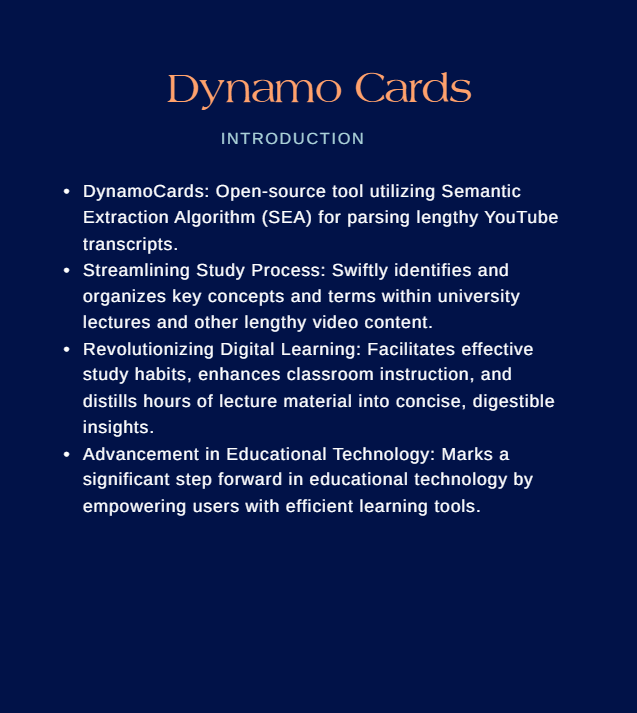 Dynamo Cards
INTRODUCTION
• DynamoCards: Open-source tool utilizing Semantic
Extraction Algorithm (SEA) for parsing lengthy YouTube
transcripts.
• Streamlining Study Process: Swiftly identifies and
organizes key concepts and terms within university
lectures and other lengthy video content.
• Revolutionizing Digital Learning: Facilitates effective
study habits, enhances classroom instruction, and
distills hours of lecture material into concise, digestible
insights.
• Advancement in Educational Technology: Marks a
significant step forward in educational technology by
empowering users with efficient learning tools.